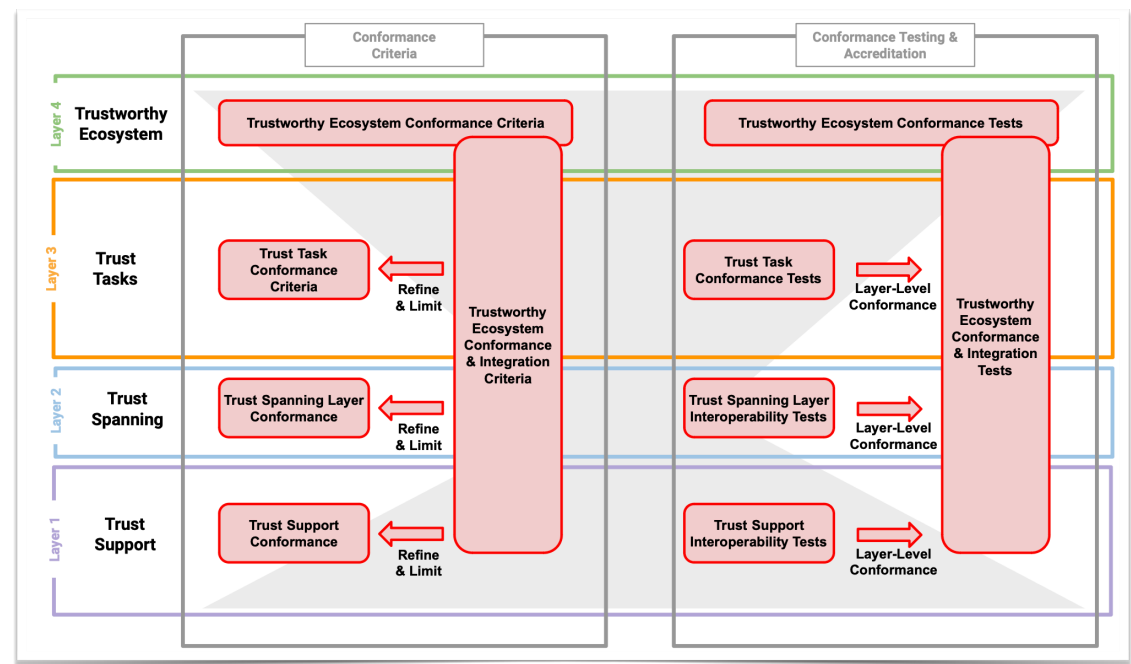 Conformance
Criteria
Conformance Testing &
Accreditation
Layer 4
Trustworthy
Ecosystem
Trustworthy Ecosystem Conformance Criteria
Trustworthy Ecosystem Conformance Tests
Layer 3
Trust
Tasks
Trust Task
Conformance
Criteria
Refine
& Limit
Trustworthy
Ecosystem
Conformance
& Integration
Criteria
Trust Task
Conformance Tests
Layer-Level
Conformance
Trustworthy
Ecosystem
Conformance
& Integration
Tests
Layer 2
Trust
Spanning
Trust Spanning Layer
Conformance
Refine
& Limit
Trust Spanning Layer
Interoperability Tests
Layer-Level
Conformance
Layer 1
Trust
Support
Trust Support
Conformance
Refine
& Limit
Trust Support
Interoperability Tests
Layer-Level
Conformance